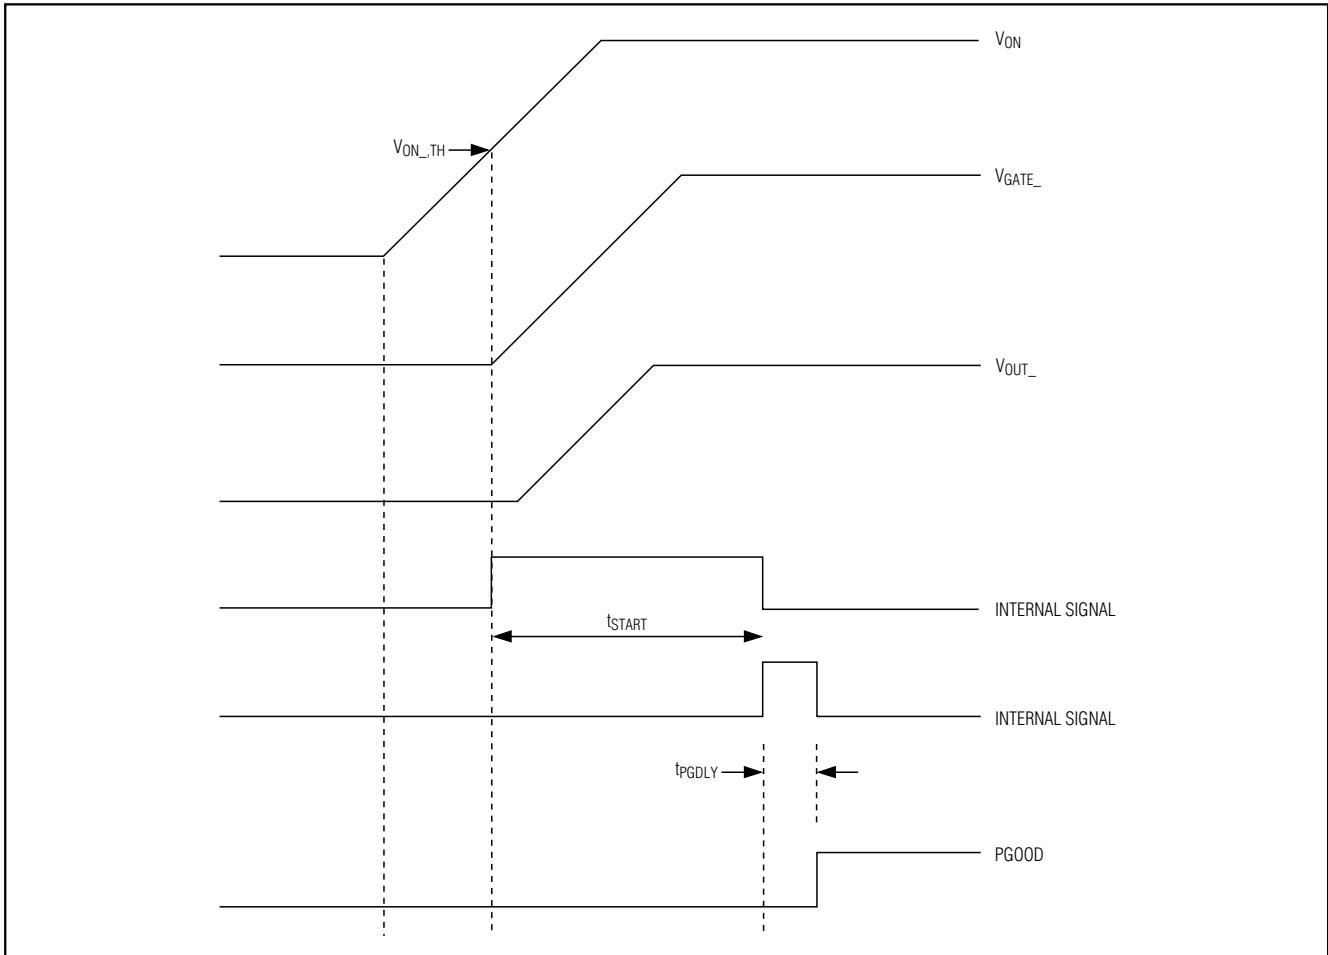 VON
VON_,TH
VGATE_
VOUT_
INTERNAL SIGNAL
tSTART
INTERNAL SIGNAL
tPGDLY
PGOOD